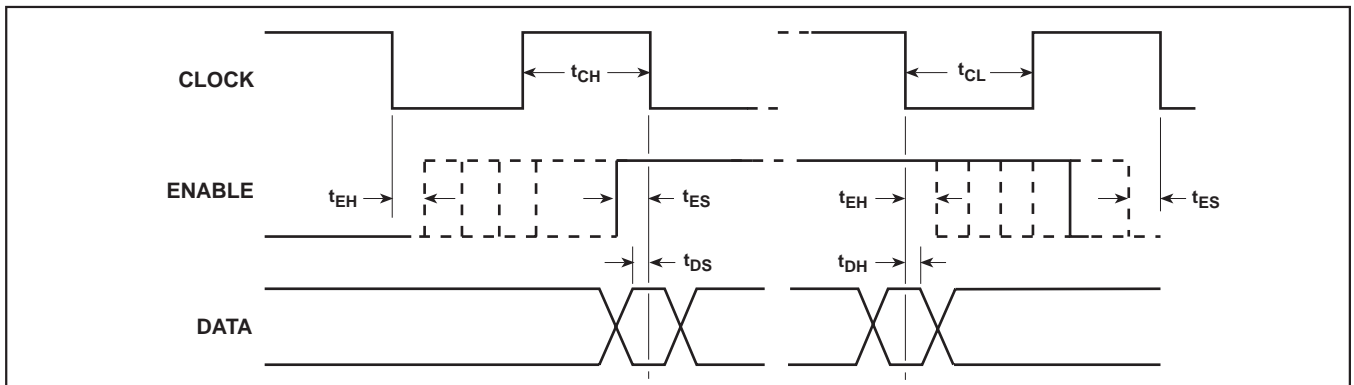 CLOCK
tCH
tCL
ENABLE
tEH
tES
tEH
tES
tDS
tDH
DATA